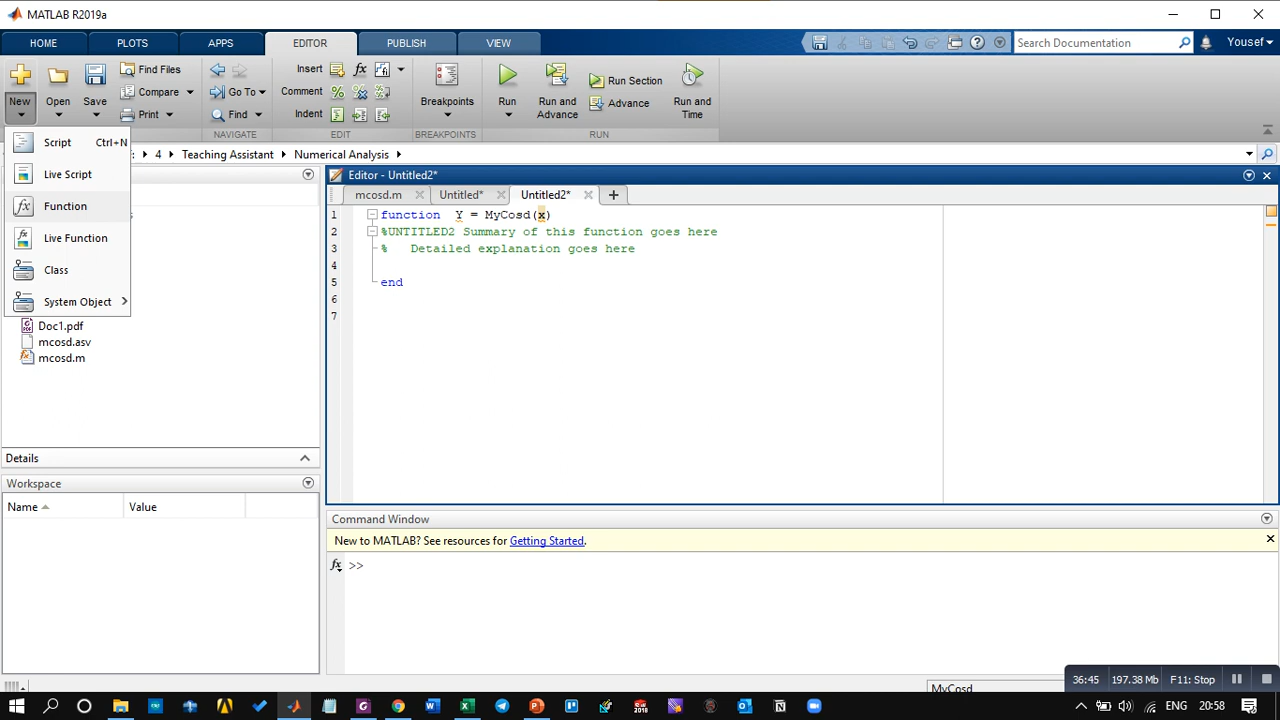 MATLAB R2019a
HOME PLOTS APPS EDITOR PUBLISH VIEW Search Documentation Yousef
New Open Save Find Files Compare Print
Go To Find NAVIGATE
Insert fx Comment % Indent EDIT
Breakpoints BREAKPOINTS
Run Run and Advance Run Section Advance Run and Time RUN
4 Teaching Assistant Numerical Analysis
Script Ctrl+N
Live Script
fx Function
Live Function
Class
System Object
Doc1.pdf
mcosd.asv
mcosd.m
Details
Workspace
Name Value
Editor - Untitled2*
mcosd.m Untitled* Untitled2* +
1 function Y = MyCosd(x)
2 %UNTITLED2 Summary of this function goes here
3 % Detailed explanation goes here
4
5 end
6
7
Command Window
New to MATLAB? See resources for Getting Started.
fx >>
MyCosd
36:45 197.38 Mb F11: Stop
ENG 20:58